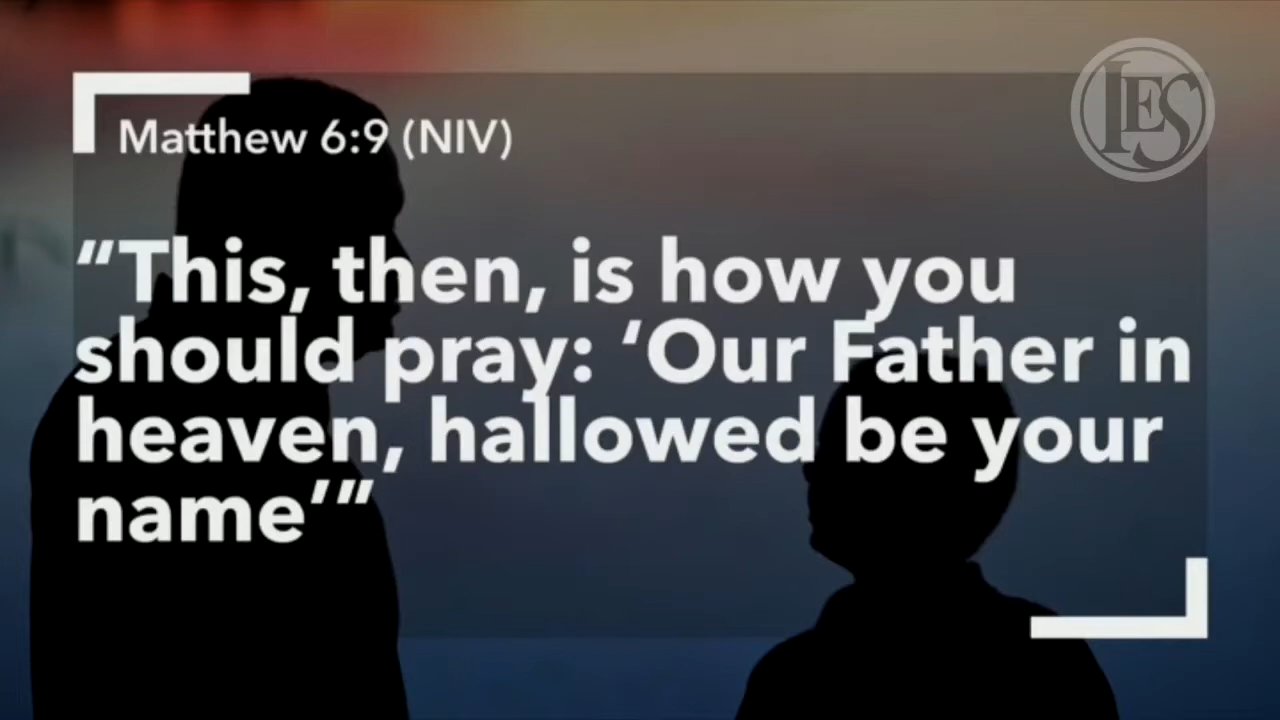 Matthew 6:9 (NIV)
LES
“This, then, is how you
should pray: ‘Our Father in
heaven, hallowed be your
name’”